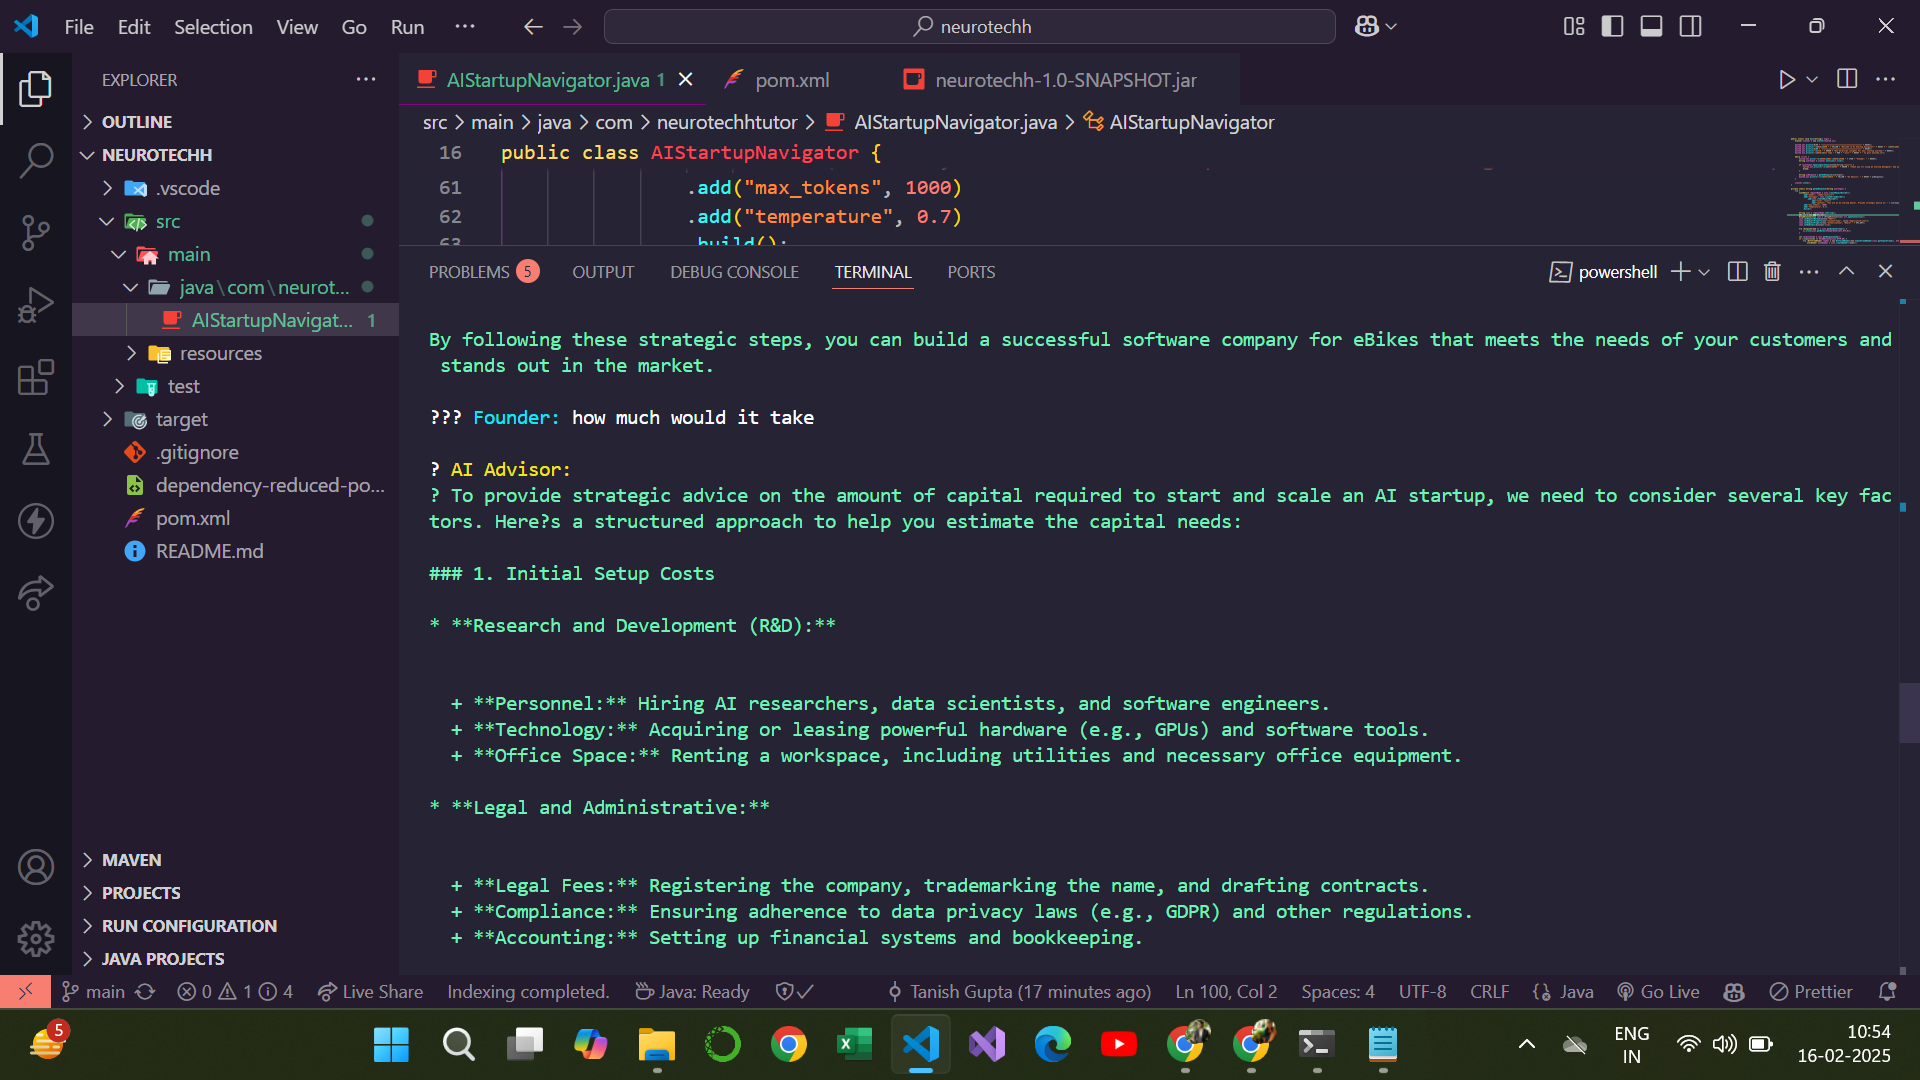 File Edit Selection View Go Run ··· neurotechh
EXPLORER
OUTLINE
NEUROTECHH
.vscode
src
main
java\com\neurot...
AIStartupNavigat... 1
resources
test
target
.gitignore
dependency-reduced-po...
pom.xml
README.md
MAVEN
PROJECTS
RUN CONFIGURATION
JAVA PROJECTS
AIStartupNavigator.java 1 pom.xml neurotechh-1.0-SNAPSHOT.jar
src > main > java > com > neurotechhtutor > AIStartupNavigator.java > AIStartupNavigator
16 public class AIStartupNavigator {
61 .add("max_tokens", 1000)
62 .add("temperature", 0.7)
63 .build();
PROBLEMS 5 OUTPUT DEBUG CONSOLE TERMINAL PORTS powershell
By following these strategic steps, you can build a successful software company for eBikes that meets the needs of your customers and
stands out in the market.
??? Founder: how much would it take
? AI Advisor:
? To provide strategic advice on the amount of capital required to start and scale an AI startup, we need to consider several key fac
tors. Here?s a structured approach to help you estimate the capital needs:
### 1. Initial Setup Costs
* **Research and Development (R&D):**
+ **Personnel:** Hiring AI researchers, data scientists, and software engineers.
+ **Technology:** Acquiring or leasing powerful hardware (e.g., GPUs) and software tools.
+ **Office Space:** Renting a workspace, including utilities and necessary office equipment.
* **Legal and Administrative:**
+ **Legal Fees:** Registering the company, trademarking the name, and drafting contracts.
+ **Compliance:** Ensuring adherence to data privacy laws (e.g., GDPR) and other regulations.
+ **Accounting:** Setting up financial systems and bookkeeping.
main 0 1 4 Live Share Indexing completed. Java: Ready Tanish Gupta (17 minutes ago) Ln 100, Col 2 Spaces: 4 UTF-8 CRLF Java Go Live Prettier
5
ENG
IN
10:54
16-02-2025